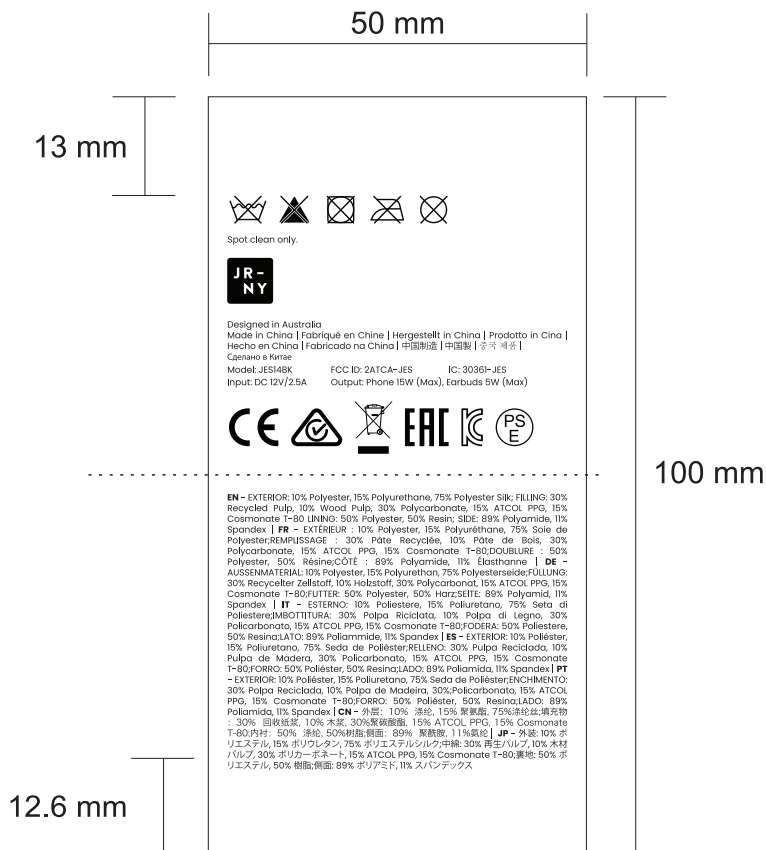 50 mm
13 mm
Spot clean only.
JR-
NY
Designed in Australia
Made in China | Fabriqué en Chine | Hergestellt in China | Prodotto in Cina |
Hecho en China | Fabricado na China | 中国制造 | 中国製 | 중국 제품 |
Сделано в Китае
Model: JES14BK FCC ID: 2ATCA-JES IC: 30361-JES
Input: DC 12V/2.5A Output: Phone 15W (Max), Earbuds 5W (Max)
CE EAC PS E
100 mm
EN - EXTERIOR: 10% Polyester, 15% Polyurethane, 75% Polyester Silk; FILLING: 30%
Recycled Pulp, 10% Wood Pulp, 30% Polycarbonate, 15% ATCOL PPG, 15%
Cosmonate T-80 LINING: 50% Polyester, 50% Resin; SIDE: 89% Polyamide, 11%
Spandex | FR - EXTÉRIEUR : 10% Polyester, 15% Polyuréthane, 75% Soie de
Polyester;REMPLISSAGE : 30% Pâte Recyclée, 10% Pâte de Bois, 30%
Polycarbonate, 15% ATCOL PPG, 15% Cosmonate T-80;DOUBLURE : 50%
Polyester, 50% Résine;CÔTÉ : 89% Polyamide, 11% Élasthanne | DE -
AUSSENMATERIAL: 10% Polyester, 15% Polyurethan, 75% Polyesterseide;FÜLLUNG:
30% Recycelter Zellstoff, 10% Holzstoff, 30% Polycarbonat, 15% ATCOL PPG, 15%
Cosmonate T-80;FUTTER: 50% Polyester, 50% Harz;SEITE: 89% Polyamid, 11%
Spandex | IT - ESTERNO: 10% Poliestere, 15% Poliuretano, 75% Seta di
Poliestere;IMBOTTITURA: 30% Polpa Riciclata, 10% Polpa di Legno, 30%
Policarbonato, 15% ATCOL PPG, 15% Cosmonate T-80;FODERA: 50% Poliestere,
50% Resina;LATO: 89% Poliammide, 11% Spandex | ES - EXTERIOR: 10% Poliéster,
15% Poliuretano, 75% Seda de Poliéster;RELLENO: 30% Pulpa Reciclada, 10%
Pulpa de Madera, 30% Policarbonato, 15% ATCOL PPG, 15% Cosmonate
T-80;FORRO: 50% Poliéster, 50% Resina;LADO: 89% Poliamida, 11% Spandex | PT
- EXTERIOR: 10% Poliéster, 15% Poliuretano, 75% Seda de Poliéster;ENCHIMENTO:
30% Polpa Reciclada, 10% Polpa de Madeira, 30%;Policarbonato, 15% ATCOL
PPG, 15% Cosmonate T-80;FORRO: 50% Poliéster, 50% Resina;LADO: 89%
Poliamida, 11% Spandex | CN - 外层: 10% 涤纶, 15% 聚氨酯, 75%涤纶丝;填充物
: 30% 回收纸浆, 10% 木浆, 30%聚碳酸酯, 15% ATCOL PPG, 15% Cosmonate
T-80;内衬: 50% 涤纶, 50%树脂;侧面: 89% 聚酰胺, 11%氨纶 | JP - 外装: 10% ポ
リエステル, 15% ポリウレタン, 75% ポリエステルシルク;中綿: 30% 再生パルプ, 10% 木材
パルプ, 30% ポリカーボネート, 15% ATCOL PPG, 15% Cosmonate T-80;裏地: 50% ポ
リエステル, 50% 樹脂;側面: 89% ポリアミド, 11% スパンデックス
12.6 mm